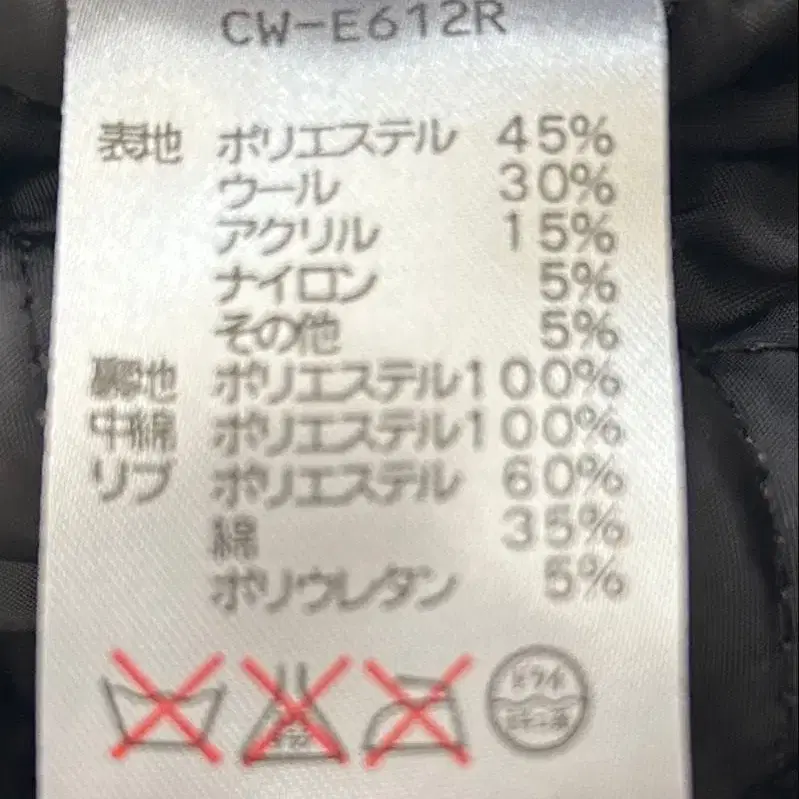 CW-E612R
表地 ポリエステル 45%
ウール 30%
アクリル 15%
ナイロン 5%
その他 5%
裏地 ポリエステル100%
中綿 ポリエステル100%
リブ ポリエステル 60%
綿 35%
ポリウレタン 5%
ドライ